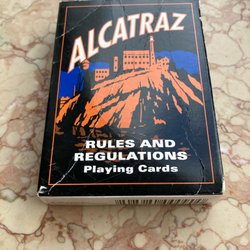 ALCATRAZ
RULES AND
REGULATIONS
Playing Cards